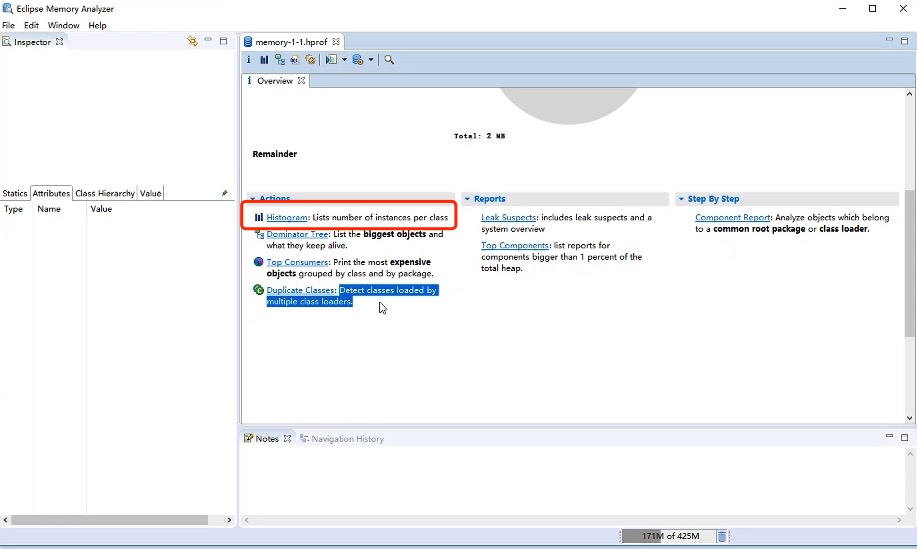 Eclipse Memory Analyzer
File Edit Window Help
Inspector
memory-1-1.hprof
Overview
Total: 2 MB
Remainder
Statics Attributes Class Hierarchy Value
Type Name Value
Actions
Histogram: Lists number of instances per class
Dominator Tree: List the biggest objects and
what they keep alive.
Top Consumers: Print the most expensive
objects grouped by class and by package.
Duplicate Classes: Detect classes loaded by
multiple class loaders.
Reports
Leak Suspects: includes leak suspects and a
system overview
Top Components: list reports for
components bigger than 1 percent of the
total heap.
Step By Step
Component Report: Analyze objects which belong
to a common root package or class loader.
Notes
Navigation History
171M of 425M